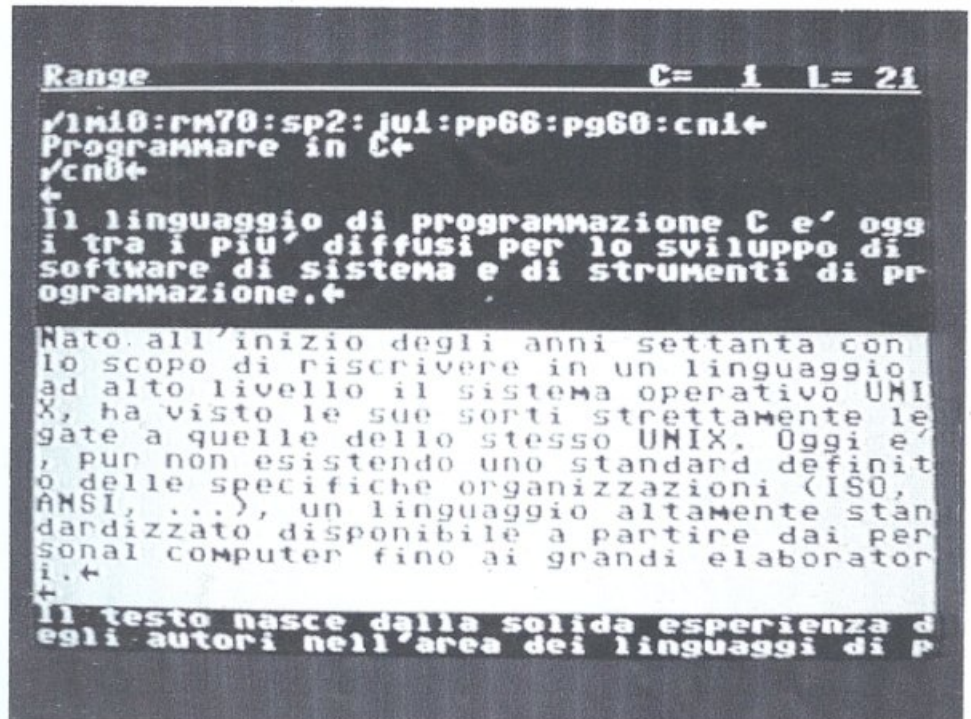 Range C= 1 L= 21
✓lm10:rm70:sp2:ju1:pp66:pg60:cn1←
Programmare in C←
✓cn0←
←
Il linguaggio di programmazione C e' ogg
i tra i piu' diffusi per lo sviluppo di
software di sistema e di strumenti di pr
ogrammazione.←
Nato all'inizio degli anni settanta con
lo scopo di riscrivere in un linguaggio
ad alto livello il sistema operativo UNI
X, ha visto le sue sorti strettamente le
gate a quelle dello stesso UNIX. Oggi e'
, pur non esistendo uno standard definit
o delle specifiche organizzazioni (ISO,
ANSI, ...), un linguaggio altamente stan
dardizzato disponibile a partire dai per
sonal computer fino ai grandi elaborator
i.←
←
Il testo nasce dalla solida esperienza d
egli autori nell'area dei linguaggi di p